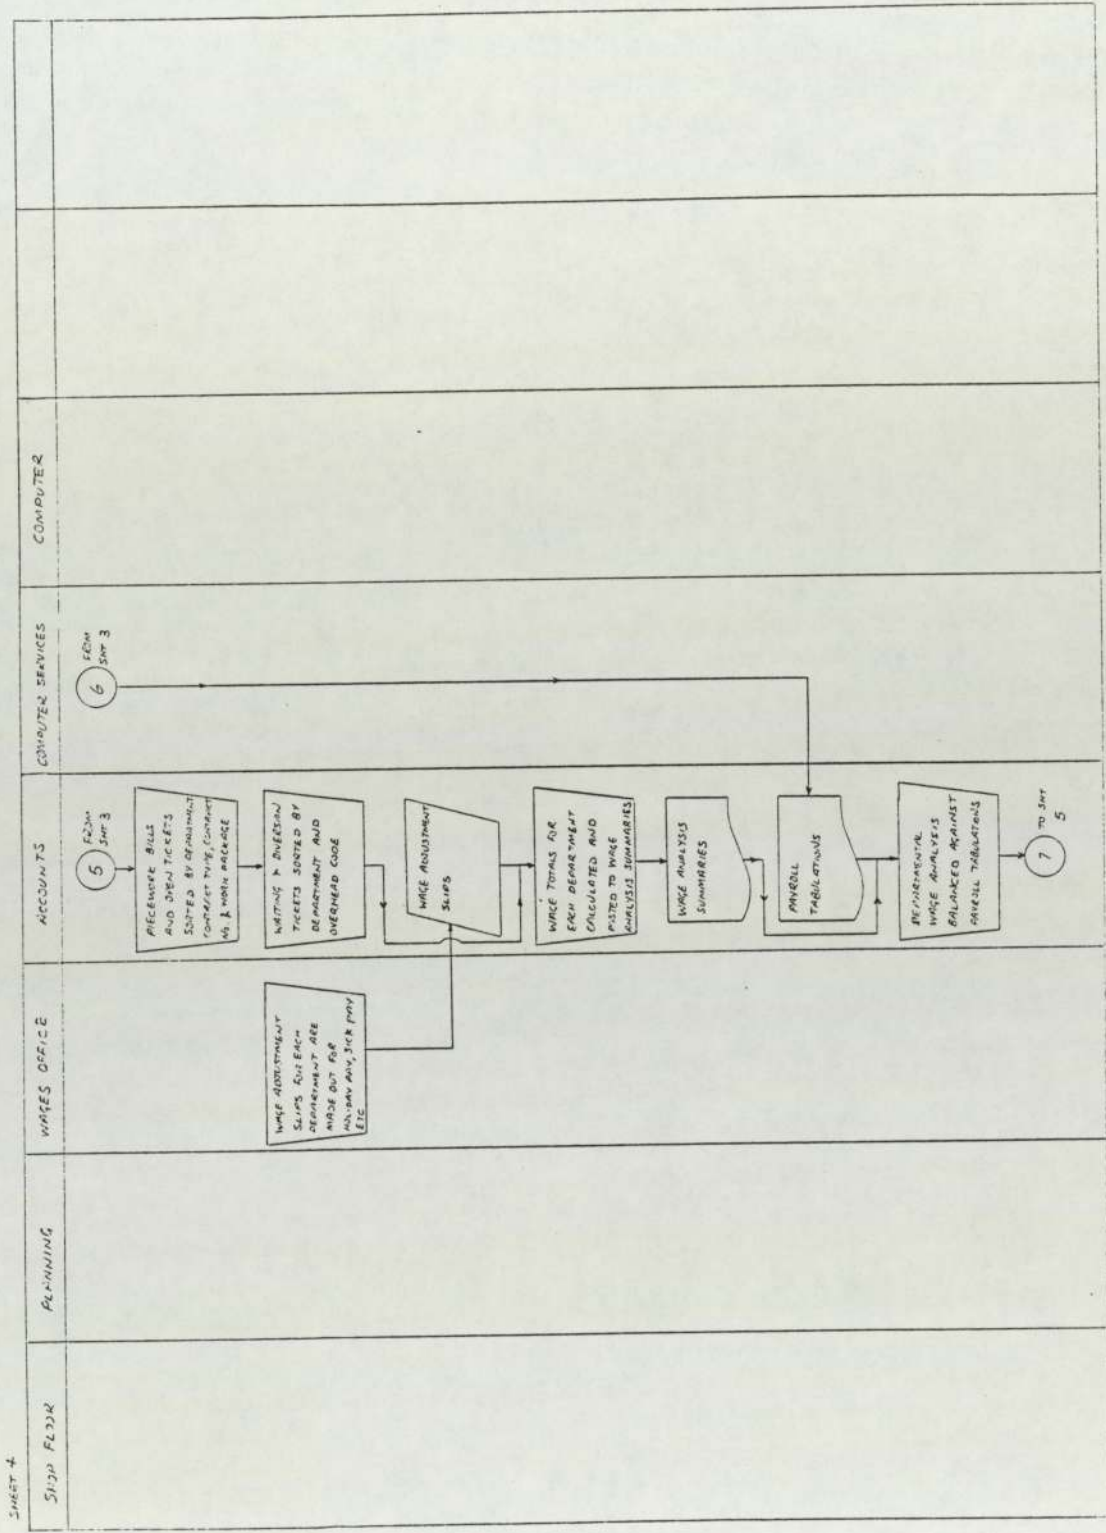 SHEET 4
SHOP FLOOR
PLANNING
WAGES OFFICE
ACCOUNTS
COMPUTER SERVICES
COMPUTER
5
FROM
SHT 3
6
FROM
SHT 3
PIECEWORK BILLS
AND OVEN TICKETS
SORTED BY DEPARTMENT
CONTRACT TYPE, CONTRACT
No. & WORK PACKAGE
WAITING & DIVERSION
TICKETS SORTED BY
DEPARTMENT AND
OVERHEAD CODE
WAGE ADJUSTMENT
SLIPS FOR EACH
DEPARTMENT ARE
MADE OUT FOR
HOLIDAY PAY, SICK PAY
ETC
WAGE ADJUSTMENT
SLIPS
WAGE TOTALS FOR
EACH DEPARTMENT
CALCULATED AND
POSTED TO WAGE
ANALYSIS SUMMARIES
WAGE ANALYSIS
SUMMARIES
PAYROLL
TABULATIONS
DEPARTMENTAL
WAGE ANALYSIS IS
BALANCED AGAINST
PAYROLL TABULATIONS
7
TO SHT
5